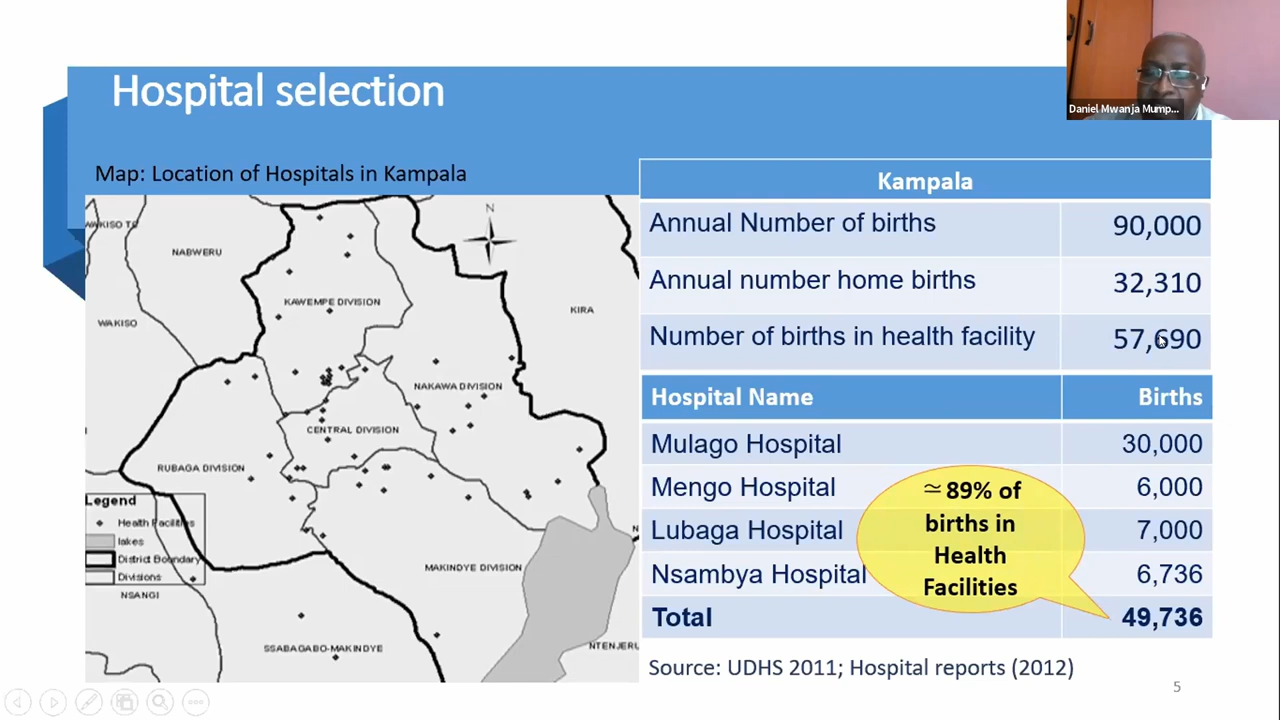 Hospital selection
Daniel Mwanja Mump...
Map: Location of Hospitals in Kampala
N
NABWERU
KIRA
KAWEMPE DIVISION
WAKISO
NAKAWA DIVISION
CENTRAL DIVISION
RUBAGA DIVISION
Legend
Health Facilities
lakes
District Boundary
Divisions
MAKINDYE DIVISION
NSANGI
SSABAGABO-MAKINDYE
NTENJERU
Kampala
Annual Number of births 90,000
Annual number home births 32,310
Number of births in health facility 57,690
Hospital Name Births
Mulago Hospital 30,000
Mengo Hospital 6,000
Lubaga Hospital 7,000
Nsambya Hospital 6,736
Total 49,736
≃ 89% of
births in
Health
Facilities
Source: UDHS 2011; Hospital reports (2012)
5